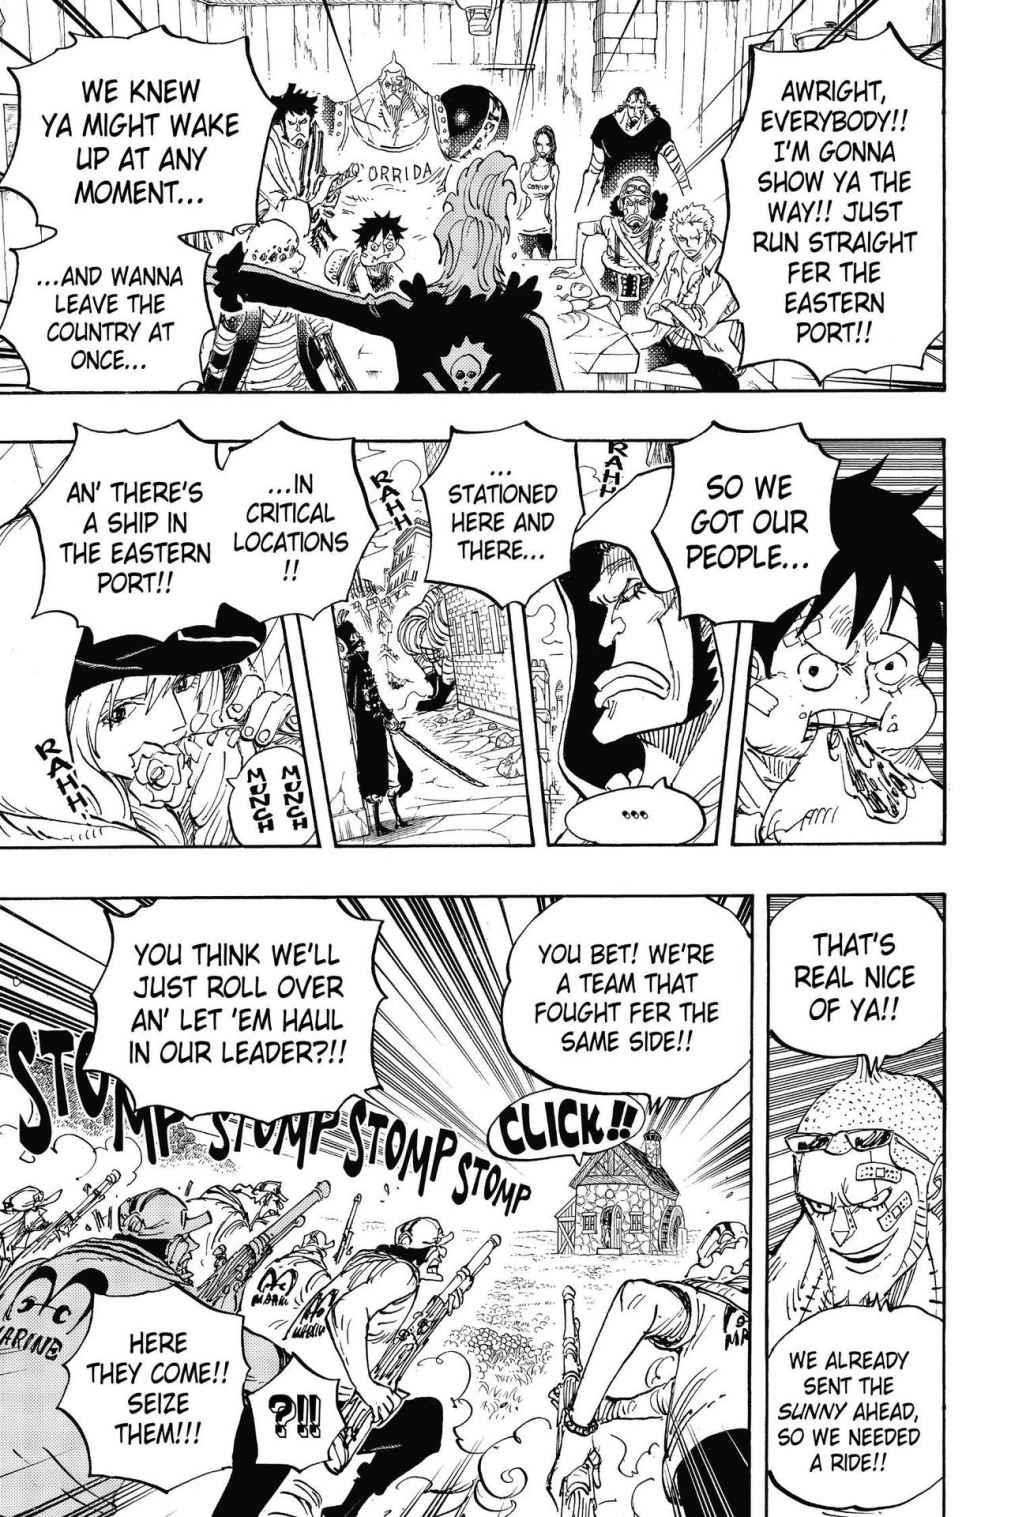 AWRIGHT,
EVERYBODY!!
I'M GONNA
SHOW YA THE
WAY!! JUST
RUN STRAIGHT
FER THE
EASTERN
PORT!!
WE KNEW
YA MIGHT WAKE
UP AT ANY
MOMENT...
...AND WANNA
LEAVE THE
COUNTRY AT
ONCE...
CORRIDA
SO WE
GOT OUR
PEOPLE...
RAHH
...
STATIONED
HERE AND
THERE...
...
RAHH
...IN
CRITICAL
LOCATIONS
!!
AN' THERE'S
A SHIP IN
THE EASTERN
PORT!!
RAHH!
MUNCH
MUNCH
THAT'S
REAL NICE
OF YA!!
WE ALREADY
SENT THE
SUNNY AHEAD,
SO WE NEEDED
A RIDE!!
YOU BET! WE'RE
A TEAM THAT
FOUGHT FER THE
SAME SIDE!!
YOU THINK WE'LL
JUST ROLL OVER
AN' LET 'EM HAUL
IN OUR LEADER?!!
CLICK!!
STOMP STOMP STOMP STOMP
MARINE
HERE
THEY COME!!
SEIZE
THEM!!!
?!!